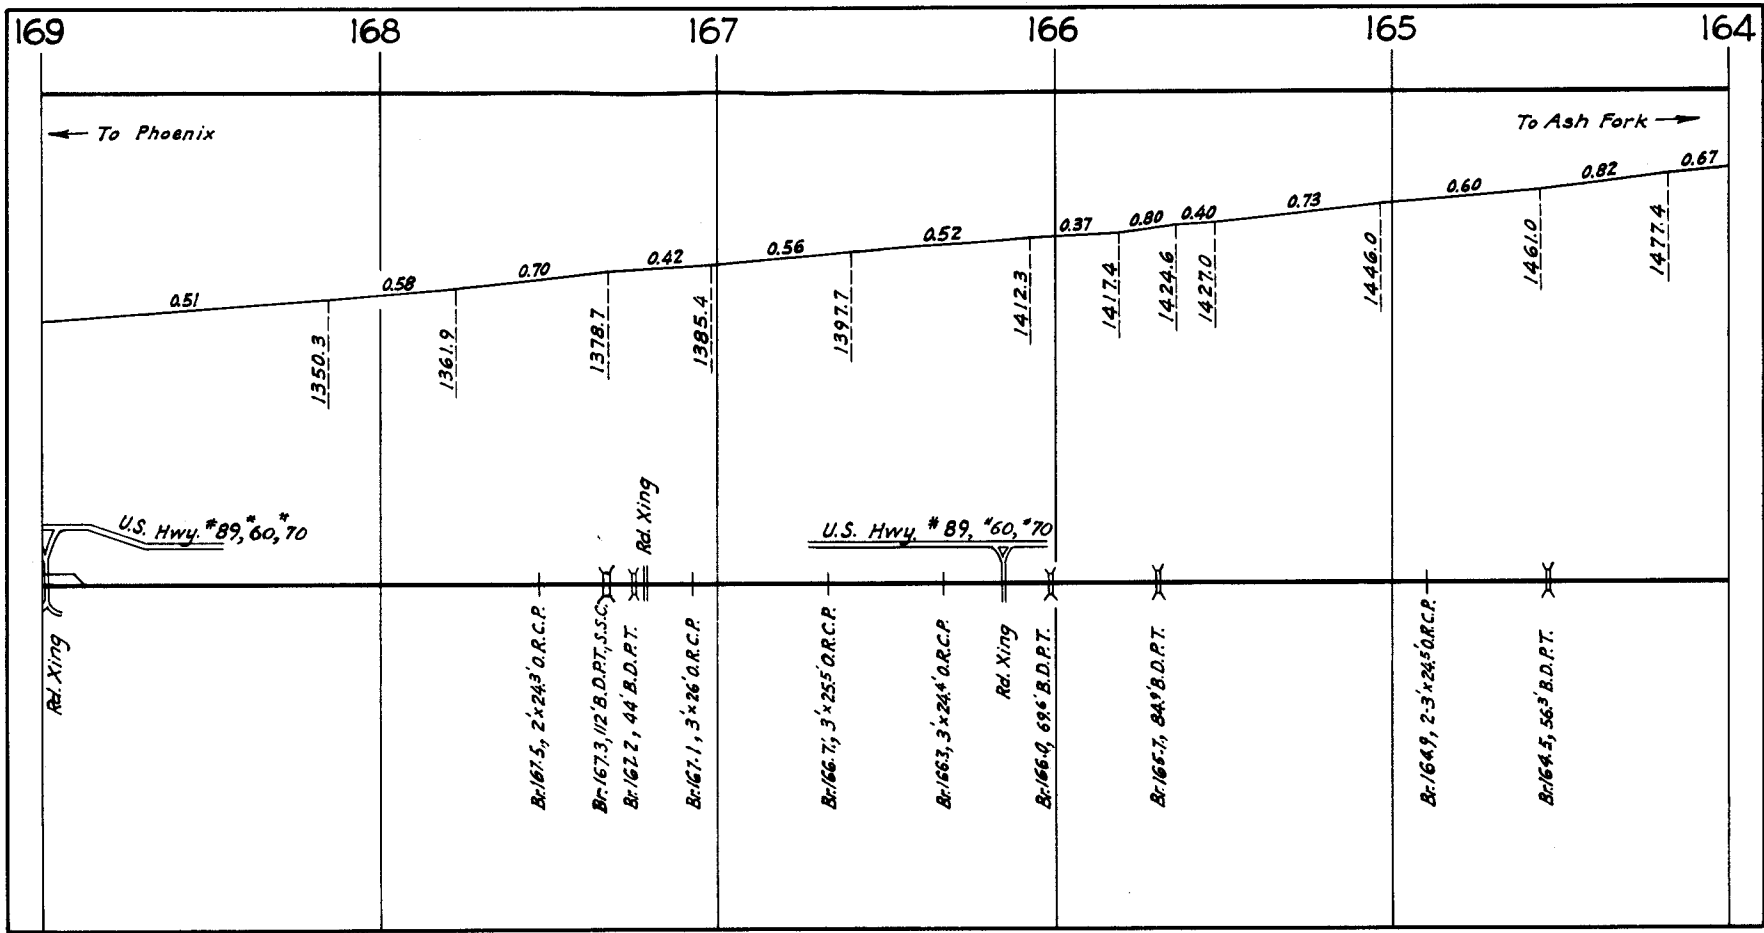 169 168 167 166 165 164
← To Phoenix
To Ash Fork →
0.51 0.58 0.70 0.42 0.56 0.52 0.37 0.80 0.40 0.73 0.60 0.82 0.67
1350.3
1361.9
1378.7
1385.4
1397.7
1412.3
1417.4
1424.6
1427.0
1446.0
1461.0
1477.4
U.S. Hwy. #89, #60, #70
Rd. Xing
U.S. Hwy. #89, #60, #70
Rd. Xing
Br. 167.5, 2'x24.3' O.R.C.P.
Br. 167.3, 112' B.D.P.T., S.S.C.
Br. 167.2, 44' B.D.P.T.
Br. 167.1, 3'x26' O.R.C.P.
Br. 166.7, 3'x25.5' O.R.C.P.
Br. 166.3, 3'x24.4' O.R.C.P.
Rd. Xing
Br. 166.0, 69.6' B.D.P.T.
Br. 165.7, 84.9' B.D.P.T.
Br. 164.9, 2-3'x24.5' O.R.C.P.
Br. 164.5, 56.3' B.D.P.T.